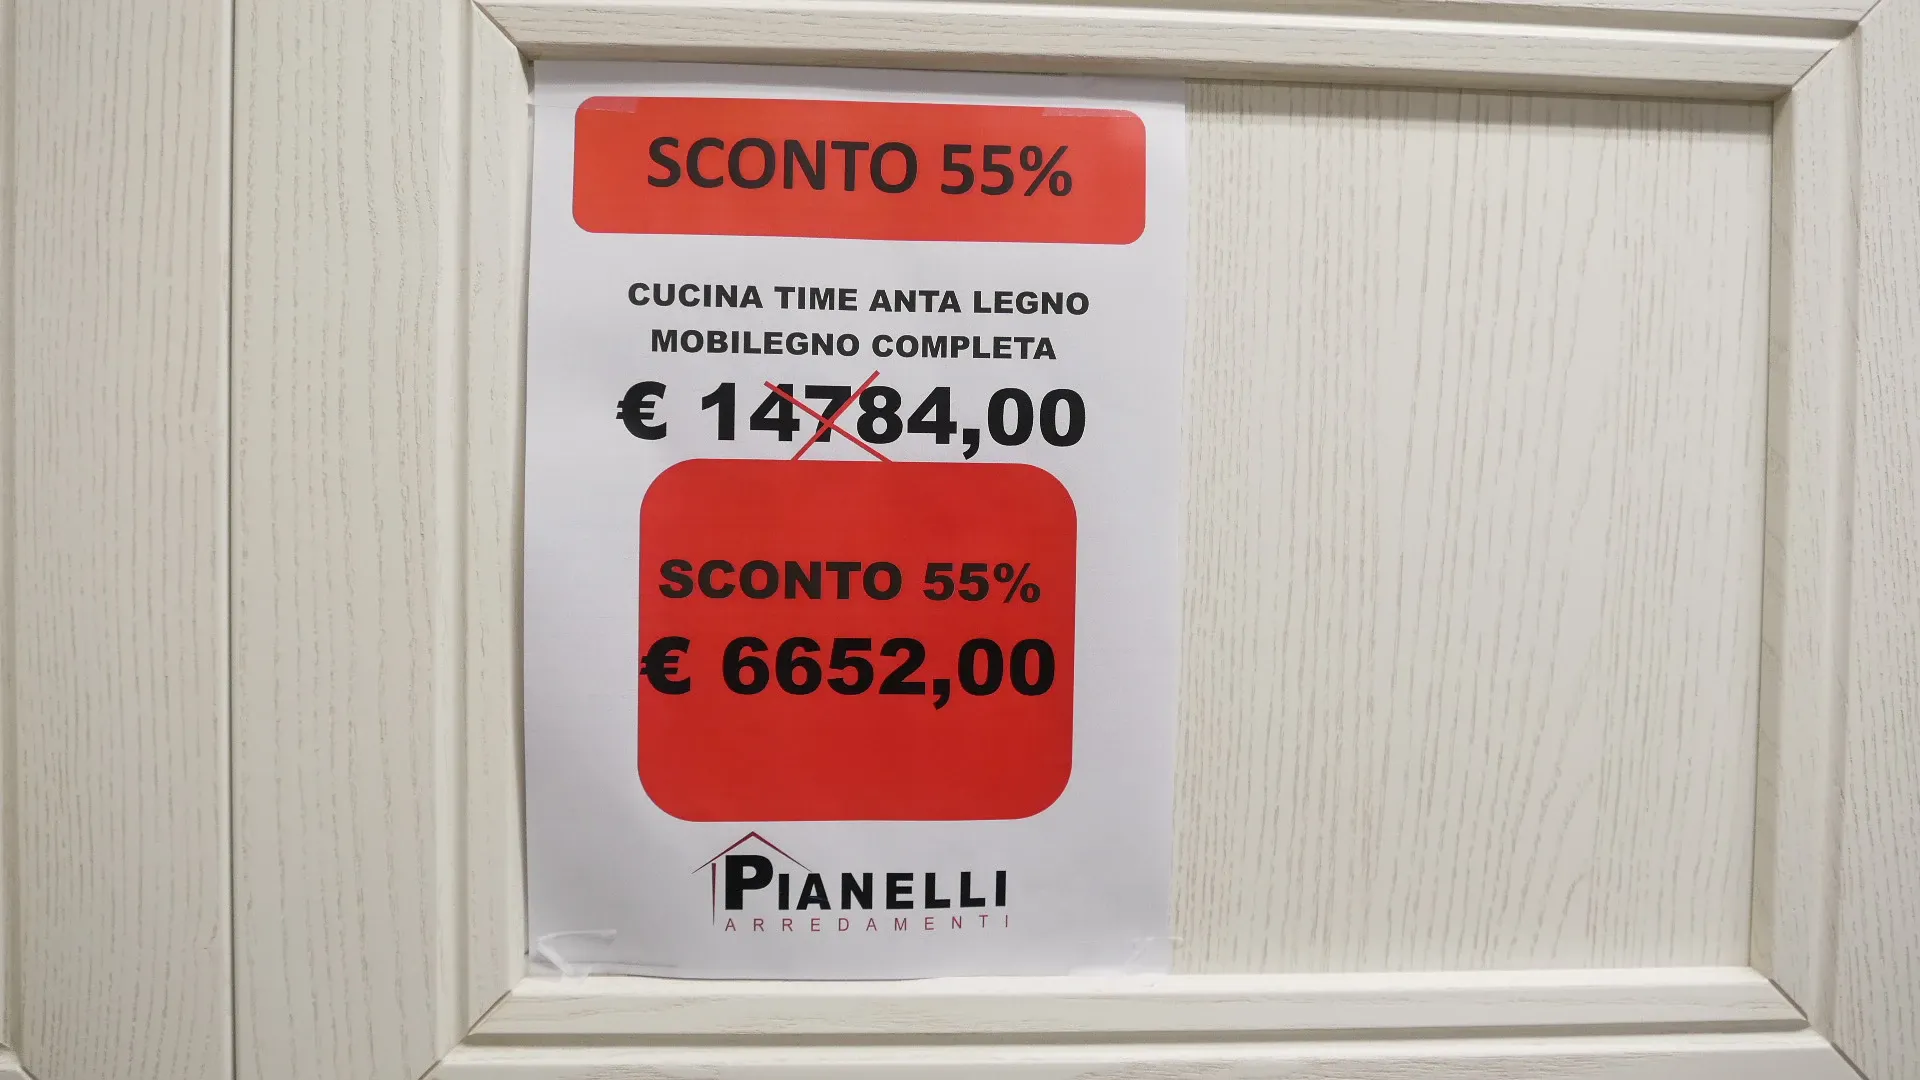 SCONTO 55%
CUCINA TIME ANTA LEGNO
MOBILEGNO COMPLETA
€ 14784,00
SCONTO 55%
€ 6652,00
PIANELLI
ARREDAMENTI